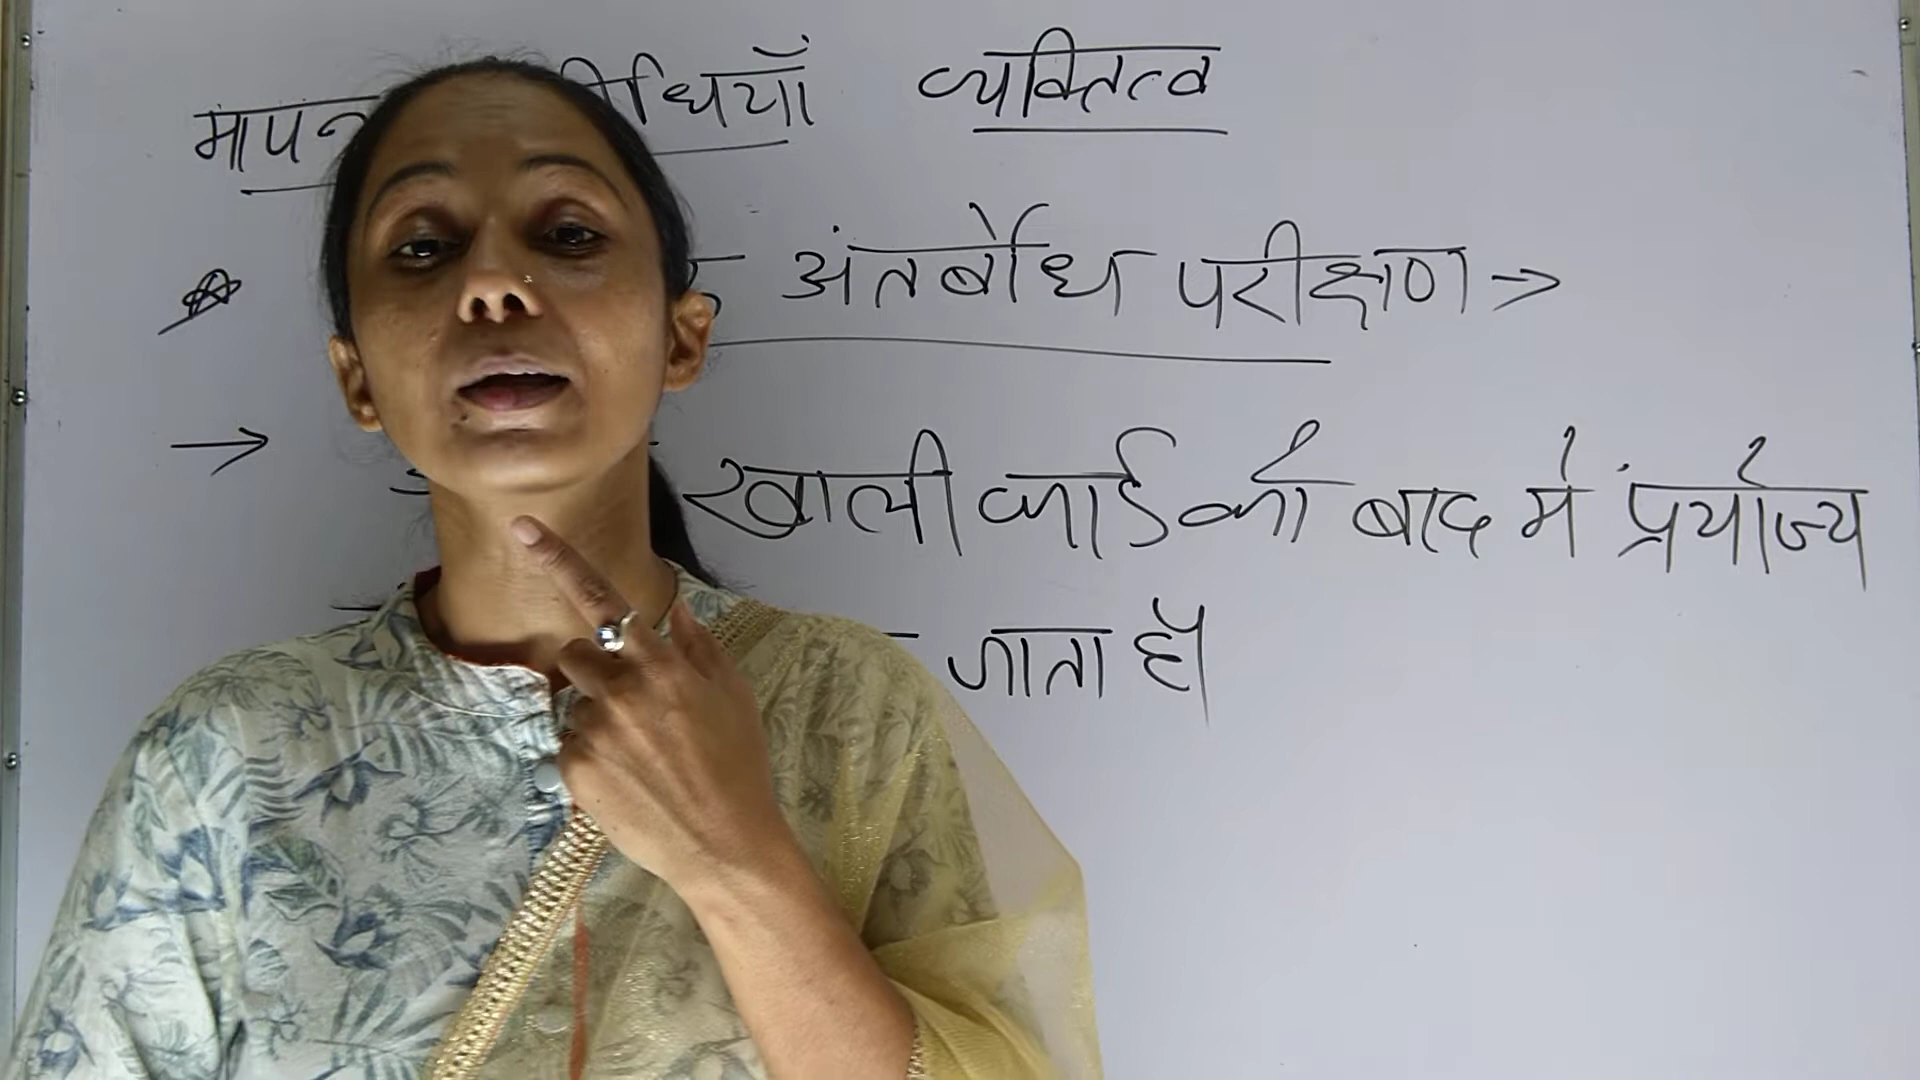 मापन व्यक्तित्व
अंतर्बोध परीक्षण →
→ खाली कार्ड को बाद में प्रयोज्य
जाता है